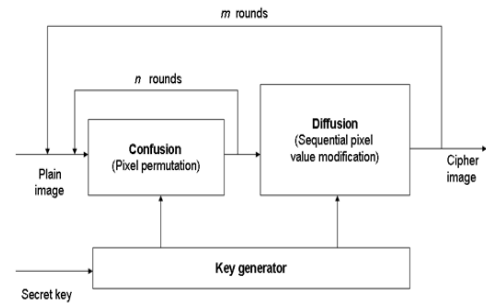 m rounds
n rounds
Confusion
(Pixel permutation)
Diffusion
(Sequential pixel
value modification)
Plain
image
Cipher
image
Key generator
Secret key